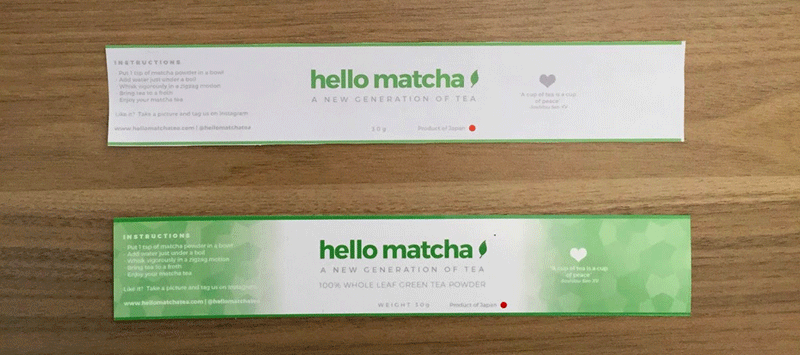 INSTRUCTIONS
Put 1 tsp of matcha powder in a bowl
Add water just under a boil
Whisk vigorously in a zigzag motion
Bring tea to a froth
Enjoy your matcha tea
Like it? Take a picture and tag us on Instagram
www.hellomatchatea.com | @hellomatchatea
hello matcha
A NEW GENERATION OF TEA
10g Product of Japan
"A cup of tea is a cup
of peace"
INSTRUCTIONS
Put 1 tsp of matcha powder in a bowl
Add water just under a boil
Whisk vigorously in a zigzag motion
Bring tea to a froth
Enjoy your matcha tea
Like it? Take a picture and tag us on Instagram
www.hellomatchatea.com | @hellomatchatea
hello matcha
A NEW GENERATION OF TEA
100% WHOLE LEAF GREEN TEA POWDER
WEIGHT 30g Product of Japan
"A cup of tea is a cup
of peace"